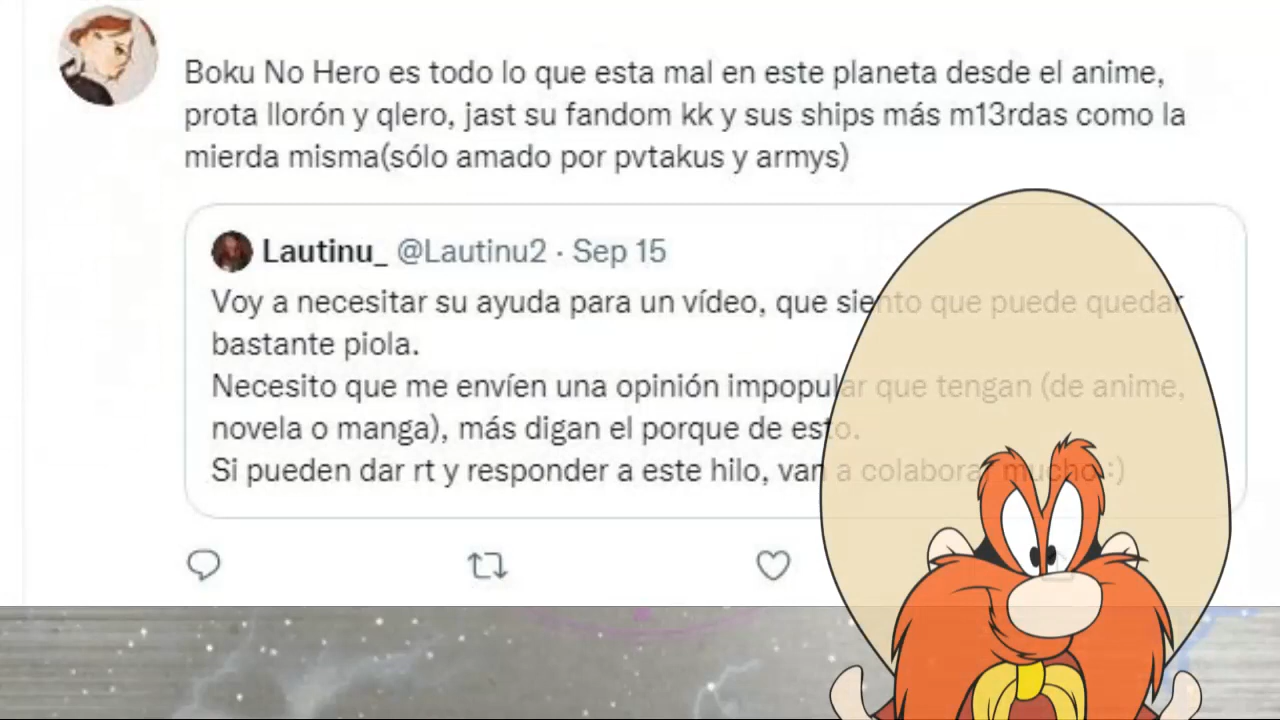 Boku No Hero es todo lo que esta mal en este planeta desde el anime,
prota llorón y qlero, jast su fandom kk y sus ships más m13rdas como la
mierda misma(sólo amado por pvtakus y armys)
Lautinu_ @Lautinu2 · Sep 15
Voy a necesitar su ayuda para un vídeo, que siento que puede quedar
bastante piola.
Necesito que me envíen una opinión impopular que tengan (de anime,
novela o manga), más digan el porque de esto.
Si pueden dar rt y responder a este hilo, van a colaborar mucho :)